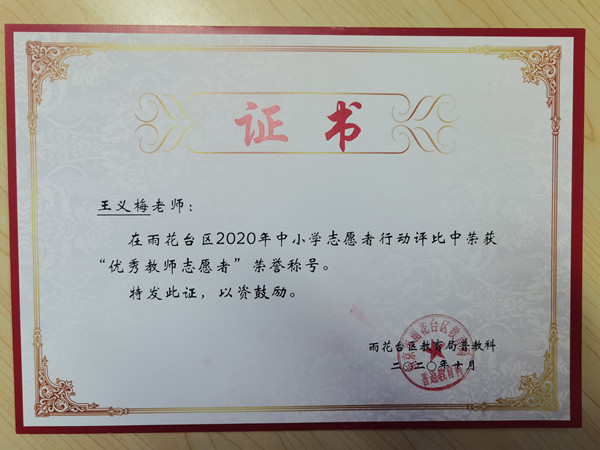 证书
王义梅老师：
在雨花台区2020年中小学志愿者行动评比中荣获
“优秀教师志愿者”荣誉称号。
特发此证，以资鼓励。
雨花台区教育局普教科
二〇二〇年十月